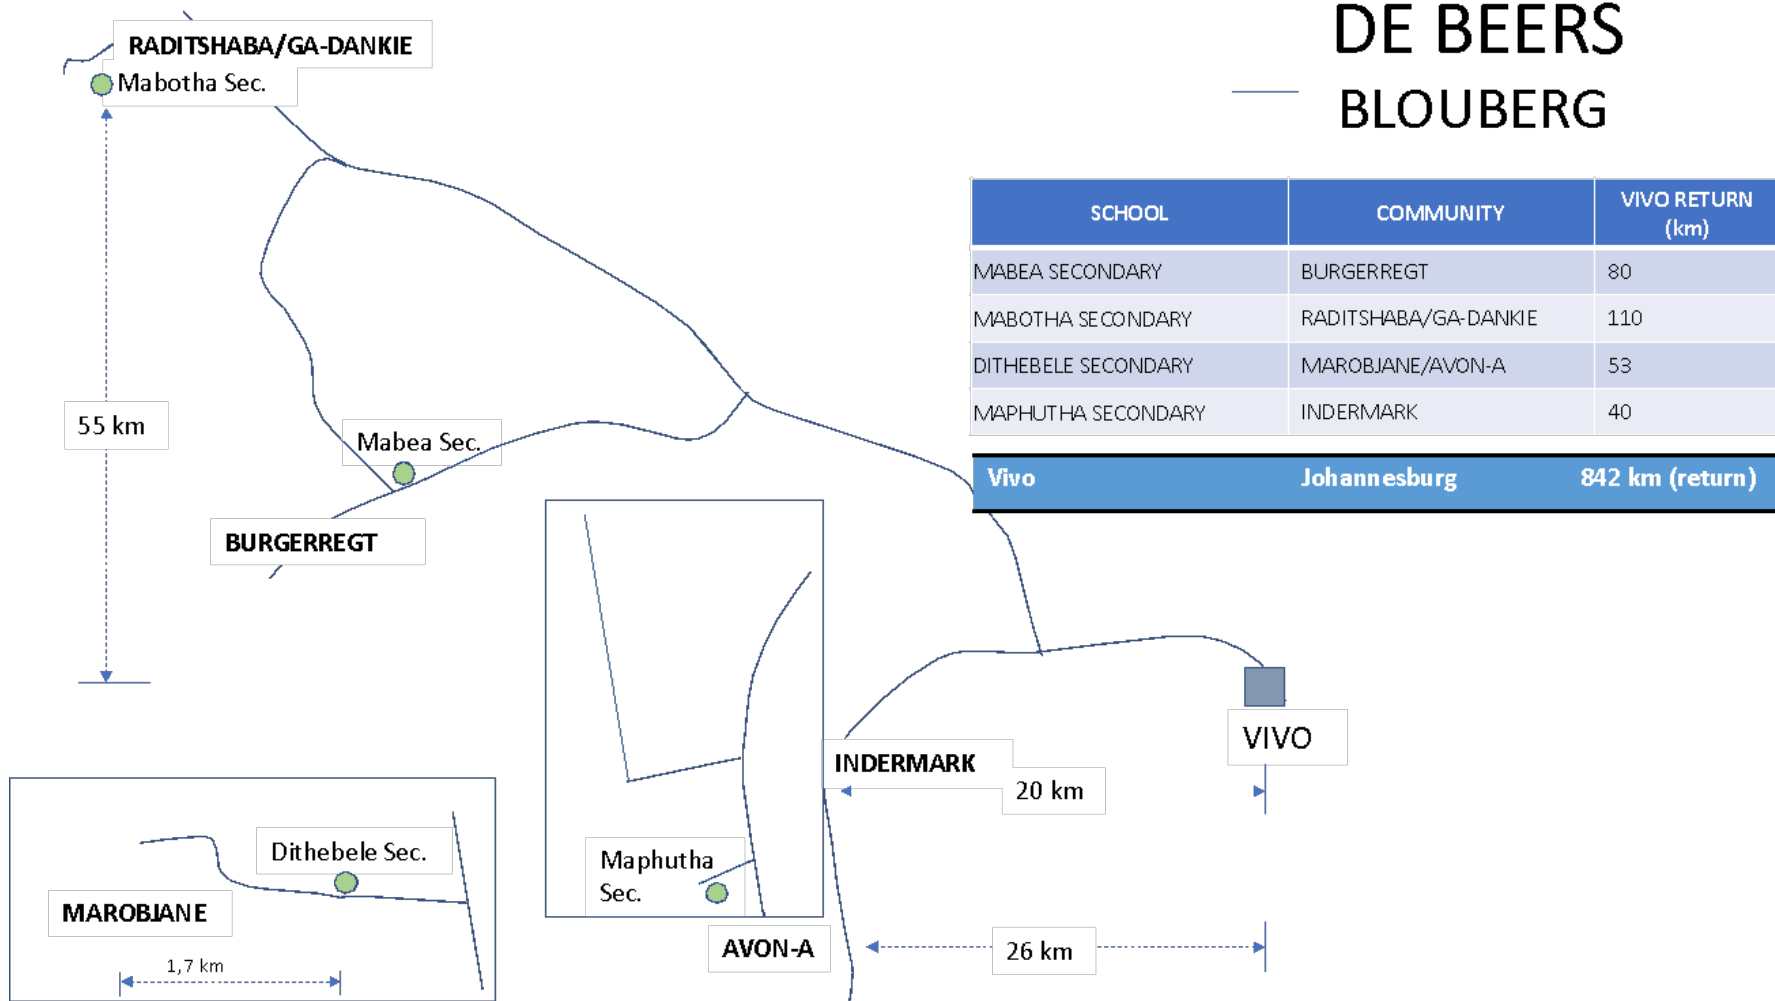 DE BEERS
BLOUBERG
RADITSHABA/GA-DANKIE
Mabotha Sec.
SCHOOL COMMUNITY VIVO RETURN (km)
MABEA SECONDARY BURGERREGT 80
MABOTHA SECONDARY RADITSHABA/GA-DANKIE 110
DITHEBELE SECONDARY MAROBJANE/AVON-A 53
MAPHUTHA SECONDARY INDERMARK 40
Vivo Johannesburg 842 km (return)
55 km
Mabea Sec.
BURGERREGT
VIVO
INDERMARK
20 km
Maphutha
Sec.
Dithebele Sec.
MAROBJANE
1,7 km
AVON-A
26 km